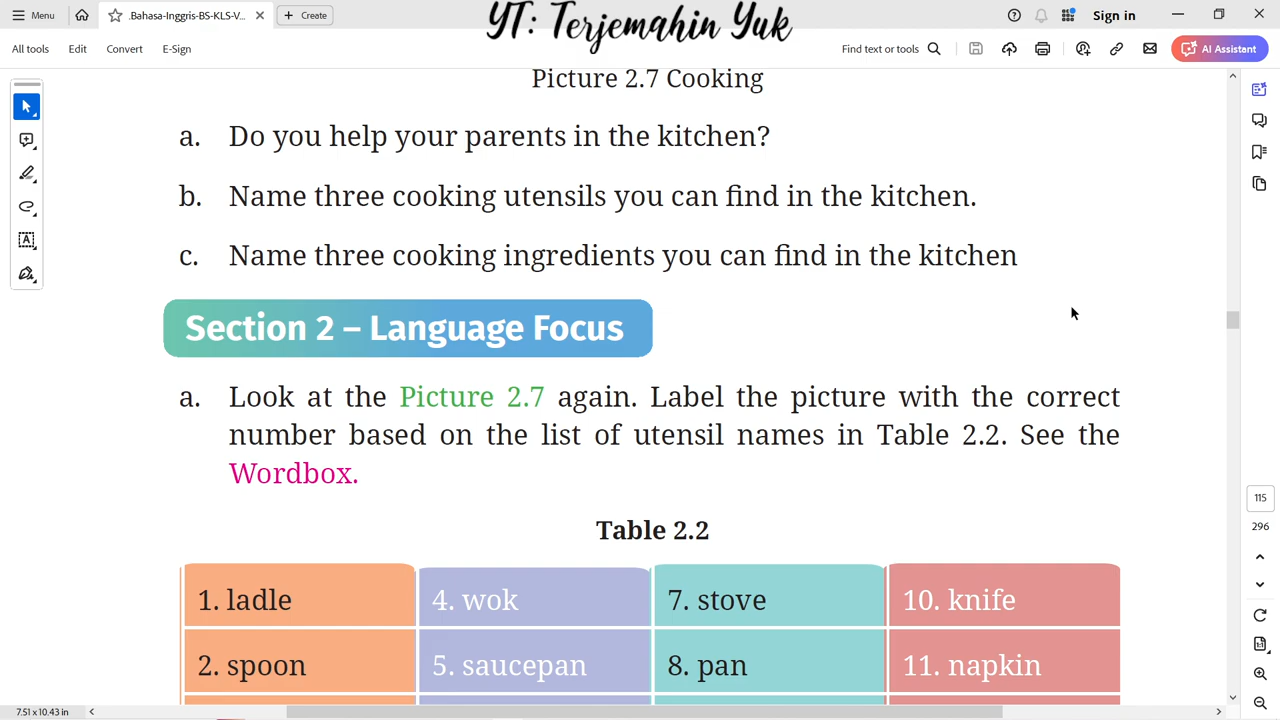 Menu
.Bahasa-Inggris-BS-KLS-V...
Create
YT: Terjemahin Yuk
Sign in
All tools
Edit
Convert
E-Sign
Find text or tools
AI Assistant
Picture 2.7 Cooking
a. Do you help your parents in the kitchen?
b. Name three cooking utensils you can find in the kitchen.
c. Name three cooking ingredients you can find in the kitchen
Section 2 – Language Focus
a. Look at the Picture 2.7 again. Label the picture with the correct
number based on the list of utensil names in Table 2.2. See the
Wordbox.
Table 2.2
1. ladle 4. wok 7. stove 10. knife
2. spoon 5. saucepan 8. pan 11. napkin
115
296
7.51 x 10.43 in